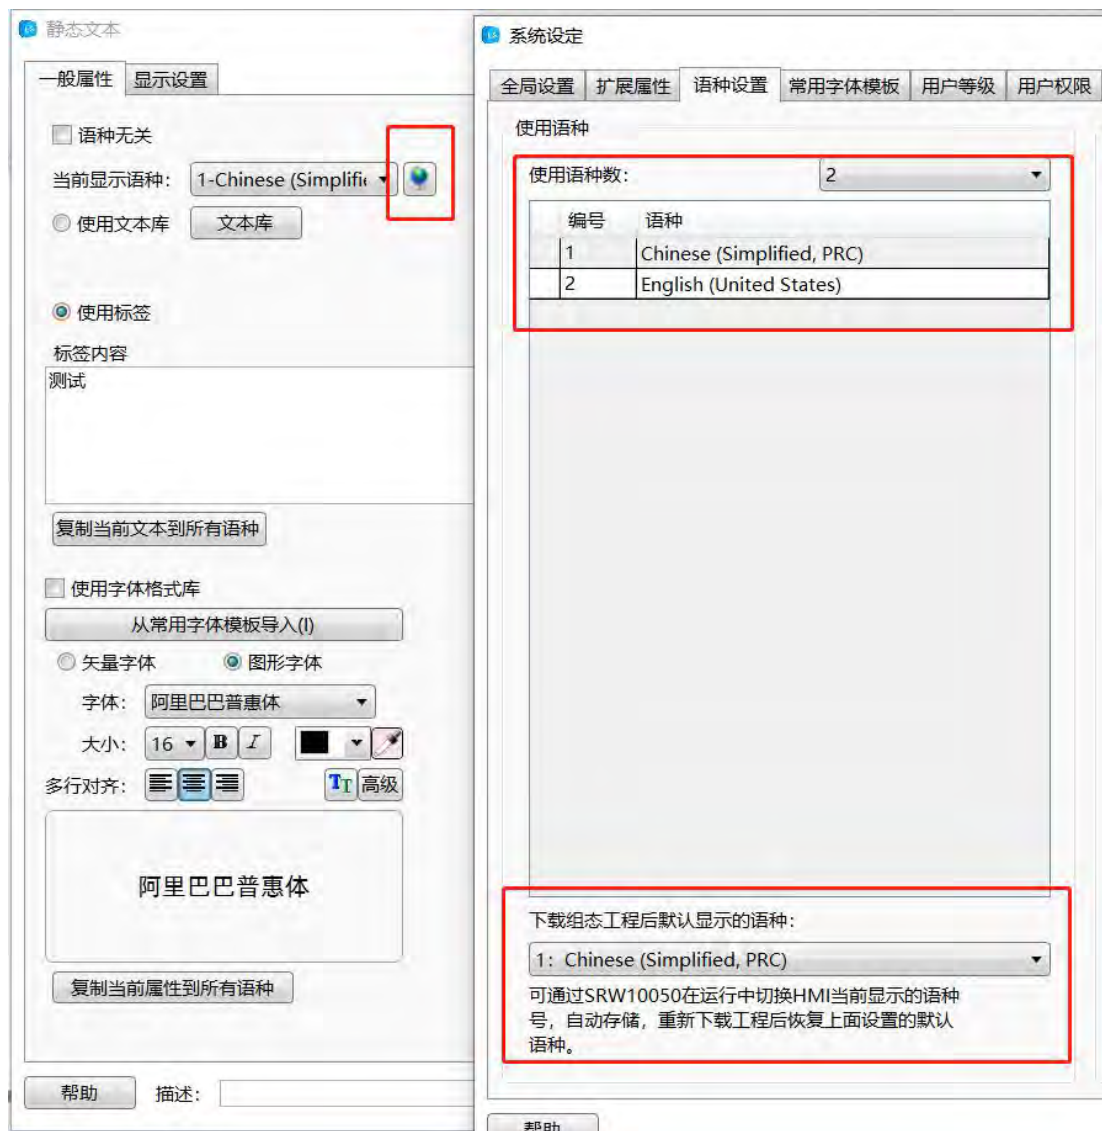 静态文本
一般属性 显示设置
语种无关
当前显示语种： 1-Chinese (Simplifi
使用文本库 文本库
使用标签
标签内容
测试
复制当前文本到所有语种
使用字体格式库
从常用字体模板导入(I)
矢量字体 图形字体
字体： 阿里巴巴普惠体
大小： 16 B I
多行对齐： TT 高级
阿里巴巴普惠体
复制当前属性到所有语种
帮助 描述：
系统设定
全局设置 扩展属性 语种设置 常用字体模板 用户等级 用户权限
使用语种
使用语种数： 2
编号 语种
1 Chinese (Simplified, PRC)
2 English (United States)
下载组态工程后默认显示的语种：
1：Chinese (Simplified, PRC)
可通过SRW10050在运行中切换HMI当前显示的语种
号，自动存储，重新下载工程后恢复上面设置的默认
语种。
帮助